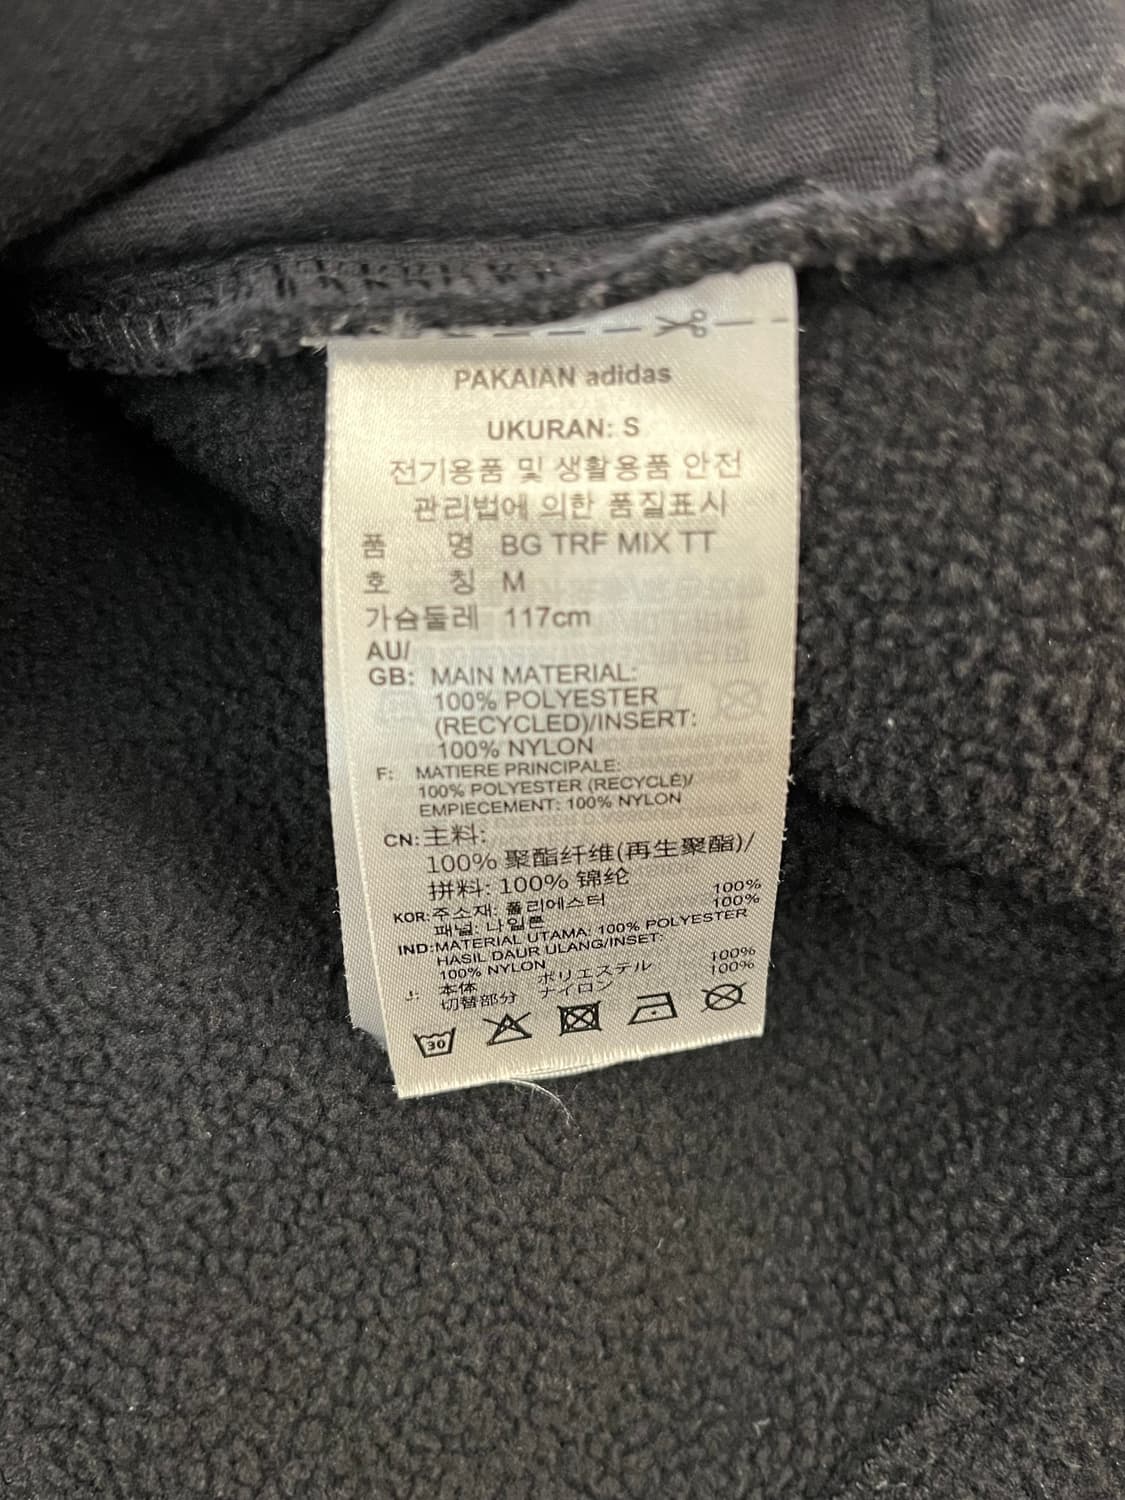 PAKAIAN adidas
UKURAN: S
전기용품 및 생활용품 안전
관리법에 의한 품질표시
품 명 BG TRF MIX TT
호 칭 M
가슴둘레 117cm
AU/
GB: MAIN MATERIAL:
100% POLYESTER
(RECYCLED)/INSERT:
100% NYLON
F: MATIERE PRINCIPALE:
100% POLYESTER (RECYCLÉ)/
EMPIECEMENT: 100% NYLON
CN: 主料:
100% 聚酯纤维(再生聚酯)/
拼料: 100% 锦纶
KOR: 주소재: 폴리에스터 100%
패널: 나일론 100%
IND: MATERIAL UTAMA: 100% POLYESTER
HASIL DAUR ULANG/INSET:
100% NYLON
J: 本体 ポリエステル 100%
切替部分 ナイロン 100%
30